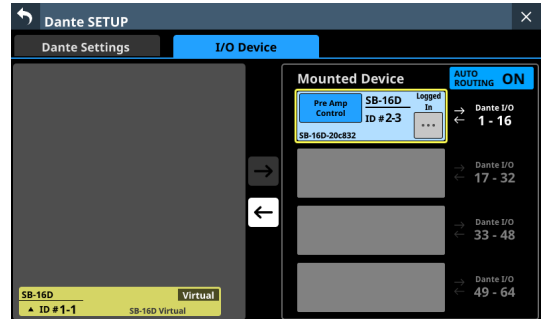 Dante SETUP
Dante Settings
I/O Device
Mounted Device
AUTO
ROUTING ON
Pre Amp
Control
SB-16D
ID # 2-3
Logged
In
...
SB-16D-20c832
Dante I/O
1 - 16
Dante I/O
17 - 32
Dante I/O
33 - 48
Dante I/O
49 - 64
SB-16D
Virtual
ID # 1-1
SB-16D Virtual